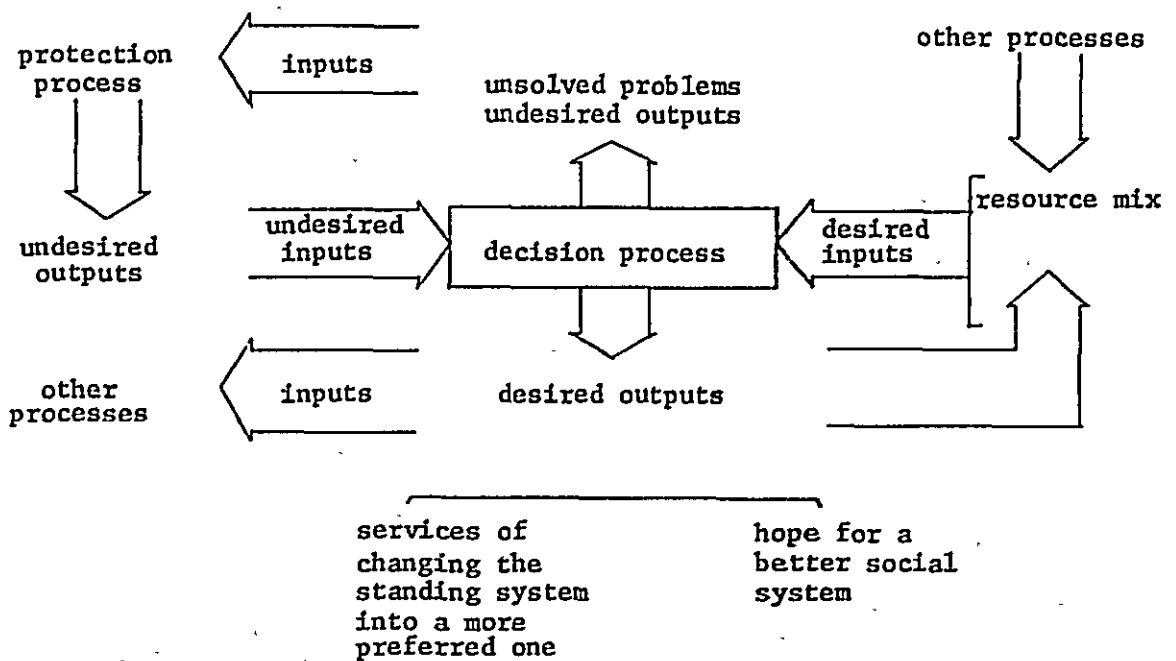 protection
process
inputs
unsolved problems
undesired outputs
other processes
undesired
outputs
undesired
inputs
decision process
desired
inputs
resource mix
other
processes
inputs
desired outputs
services of
changing the
standing system
into a more
preferred one
hope for a
better social
system